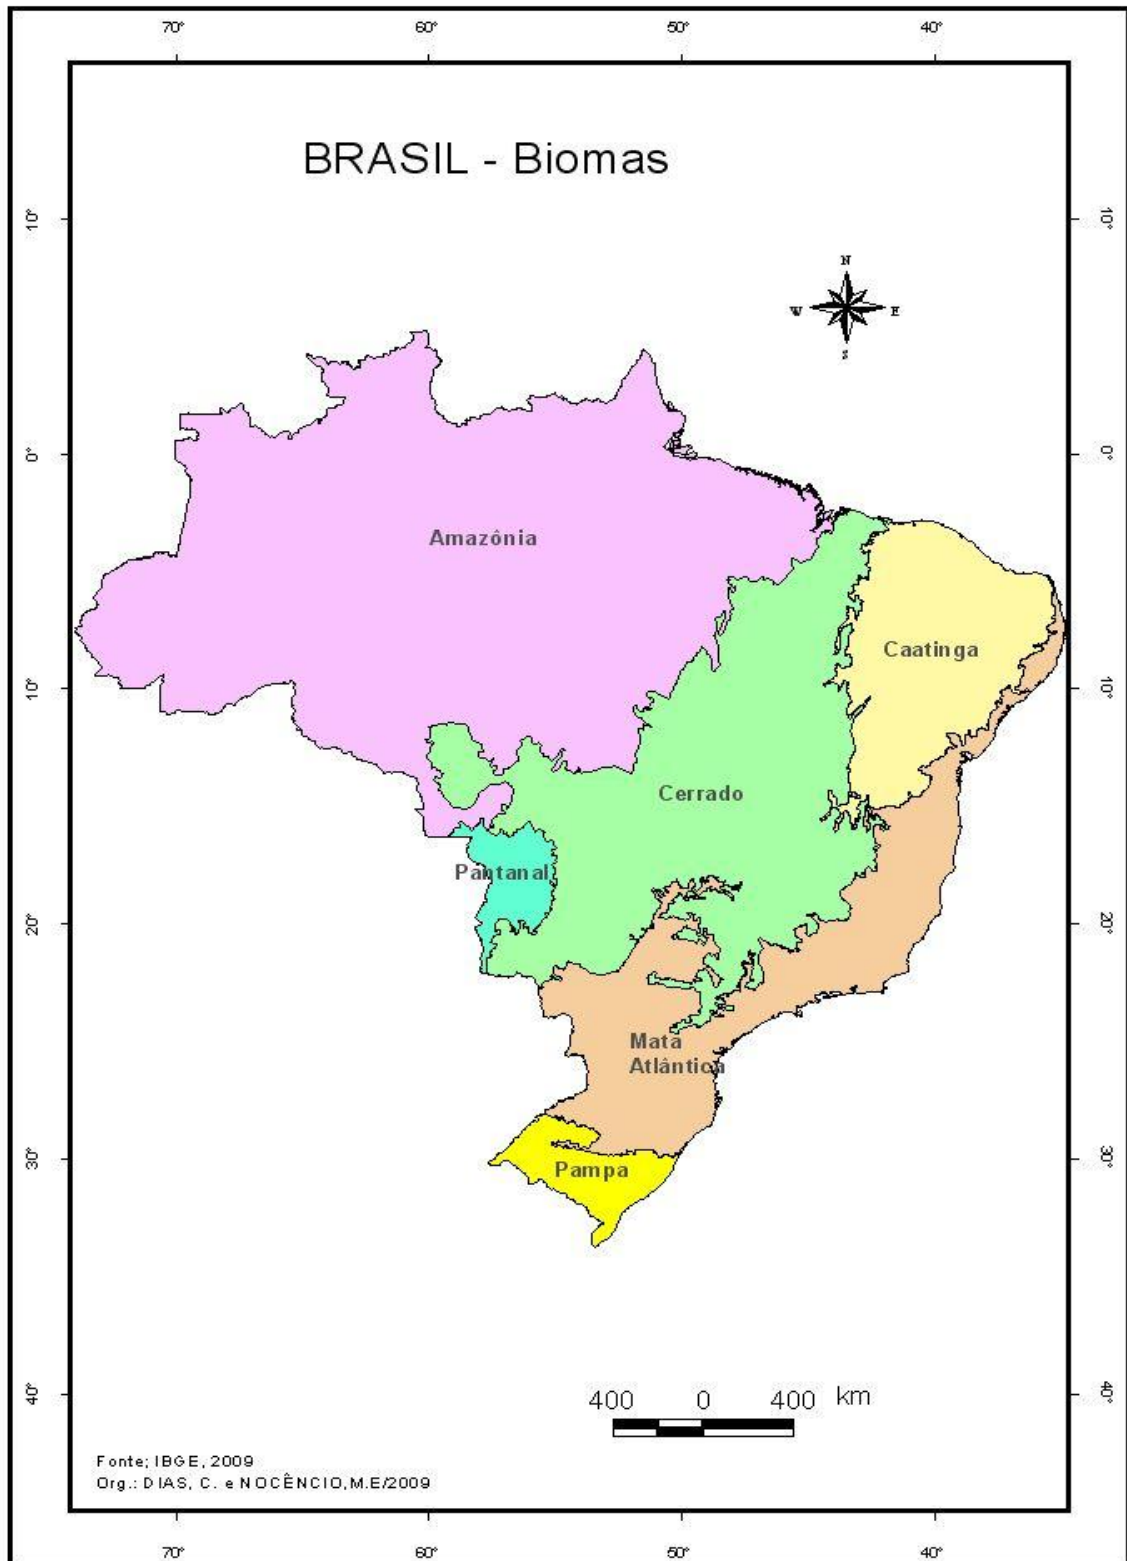 70° 60° 50° 40°
BRASIL - Biomas
10° 10°
N
W E
S
0° 0°
Amazônia
Caatinga
10° 10°
Cerrado
Pantanal
20° 20°
Mata
Atlântica
30° 30°
Pampa
40° 40°
400 0 400 km
Fonte; IBGE, 2009
Org.: DIAS, C. e NOCÊNCIO,M.E/2009
70° 60° 50° 40°